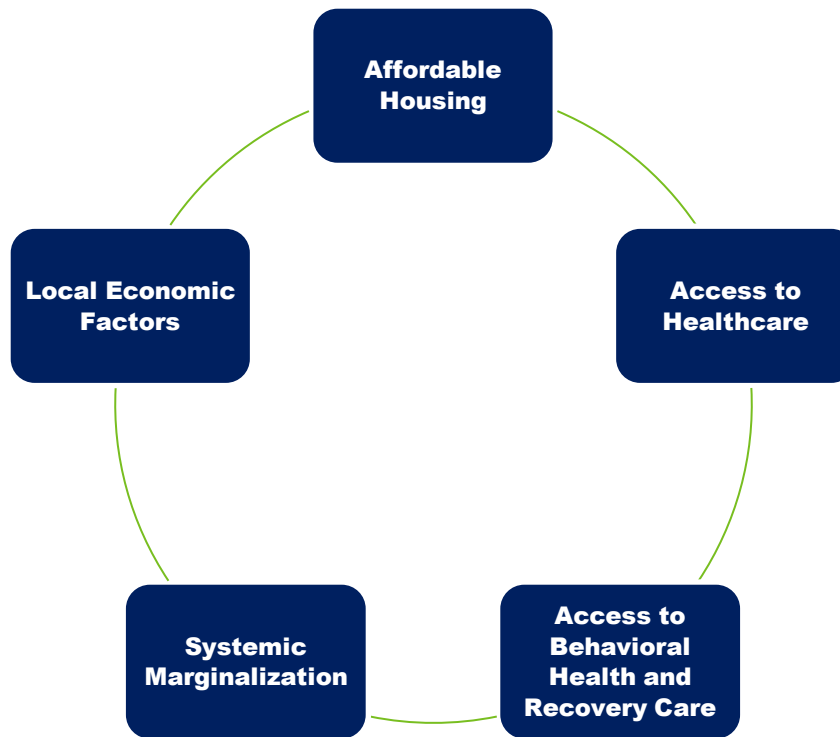 Affordable
Housing
Local Economic
Factors
Access to
Healthcare
Systemic
Marginalization
Access to
Behavioral
Health and
Recovery Care